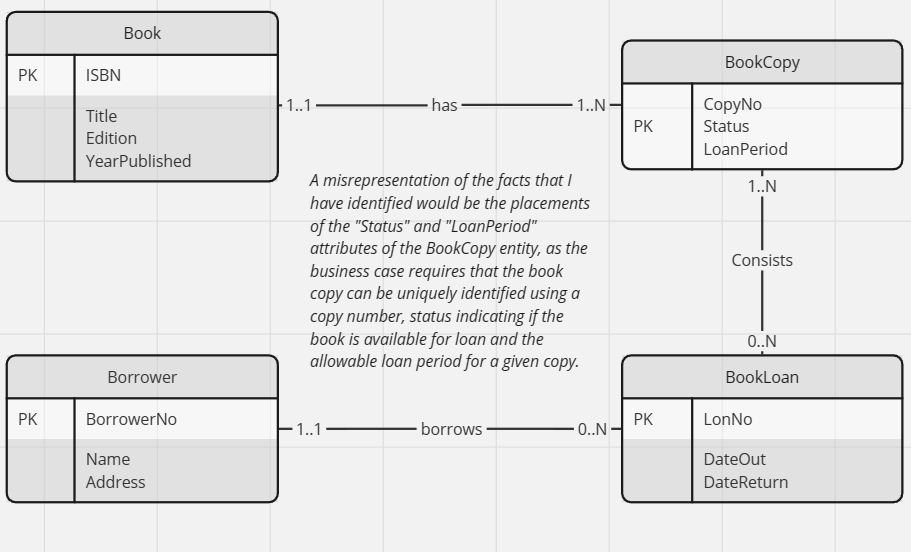 Book
PK ISBN
Title
Edition
YearPublished
1..1 has 1..N
BookCopy
CopyNo
PK Status
LoanPeriod
A misrepresentation of the facts that I
have identified would be the placements
of the "Status" and "LoanPeriod"
attributes of the BookCopy entity, as the
business case requires that the book
copy can be uniquely identified using a
copy number, status indicating if the
book is available for loan and the
allowable loan period for a given copy.
1..N
Consists
0..N
Borrower
PK BorrowerNo
Name
Address
1..1 borrows 0..N
BookLoan
PK LonNo
DateOut
DateReturn